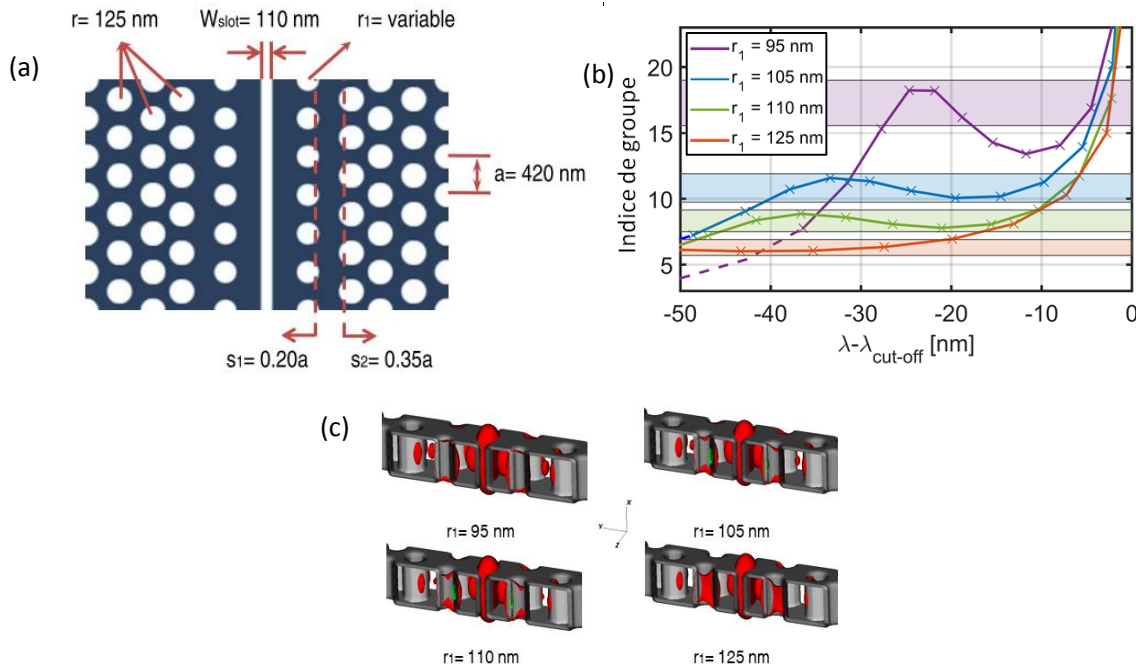 (a)
r= 125 nm
Wslot= 110 nm
r₁= variable
a= 420 nm
s₁= 0.20a
s₂= 0.35a
(b)
Indice de groupe
20
15
10
5
r₁ = 95 nm
r₁ = 105 nm
r₁ = 110 nm
r₁ = 125 nm
-50 -40 -30 -20 -10 0
λ-λcut-off [nm]
(c)
r₁= 95 nm
r₁= 105 nm
X
Y
Z
r₁= 110 nm
r₁= 125 nm